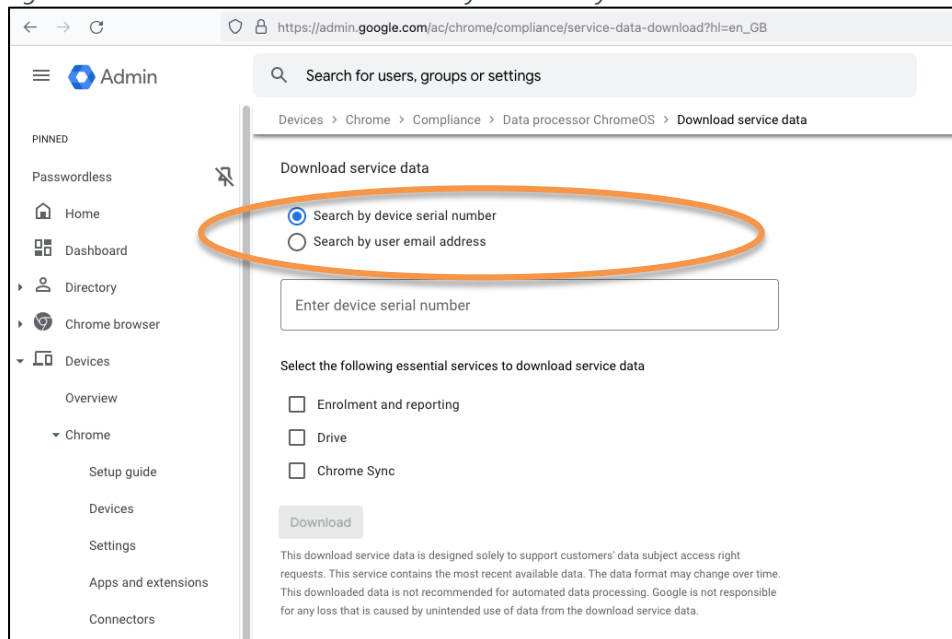 https://admin.google.com/ac/chrome/compliance/service-data-download?hl=en_GB
Admin
Search for users, groups or settings
Devices > Chrome > Compliance > Data processor ChromeOS > Download service data
PINNED
Passwordless
Home
Dashboard
Directory
Chrome browser
Devices
Overview
Chrome
Setup guide
Devices
Settings
Apps and extensions
Connectors
Download service data
Search by device serial number
Search by user email address
Enter device serial number
Select the following essential services to download service data
Enrolment and reporting
Drive
Chrome Sync
Download
This download service data is designed solely to support customers' data subject access right
requests. This service contains the most recent available data. The data format may change over time.
This downloaded data is not recommended for automated data processing. Google is not responsible
for any loss that is caused by unintended use of data from the download service data.